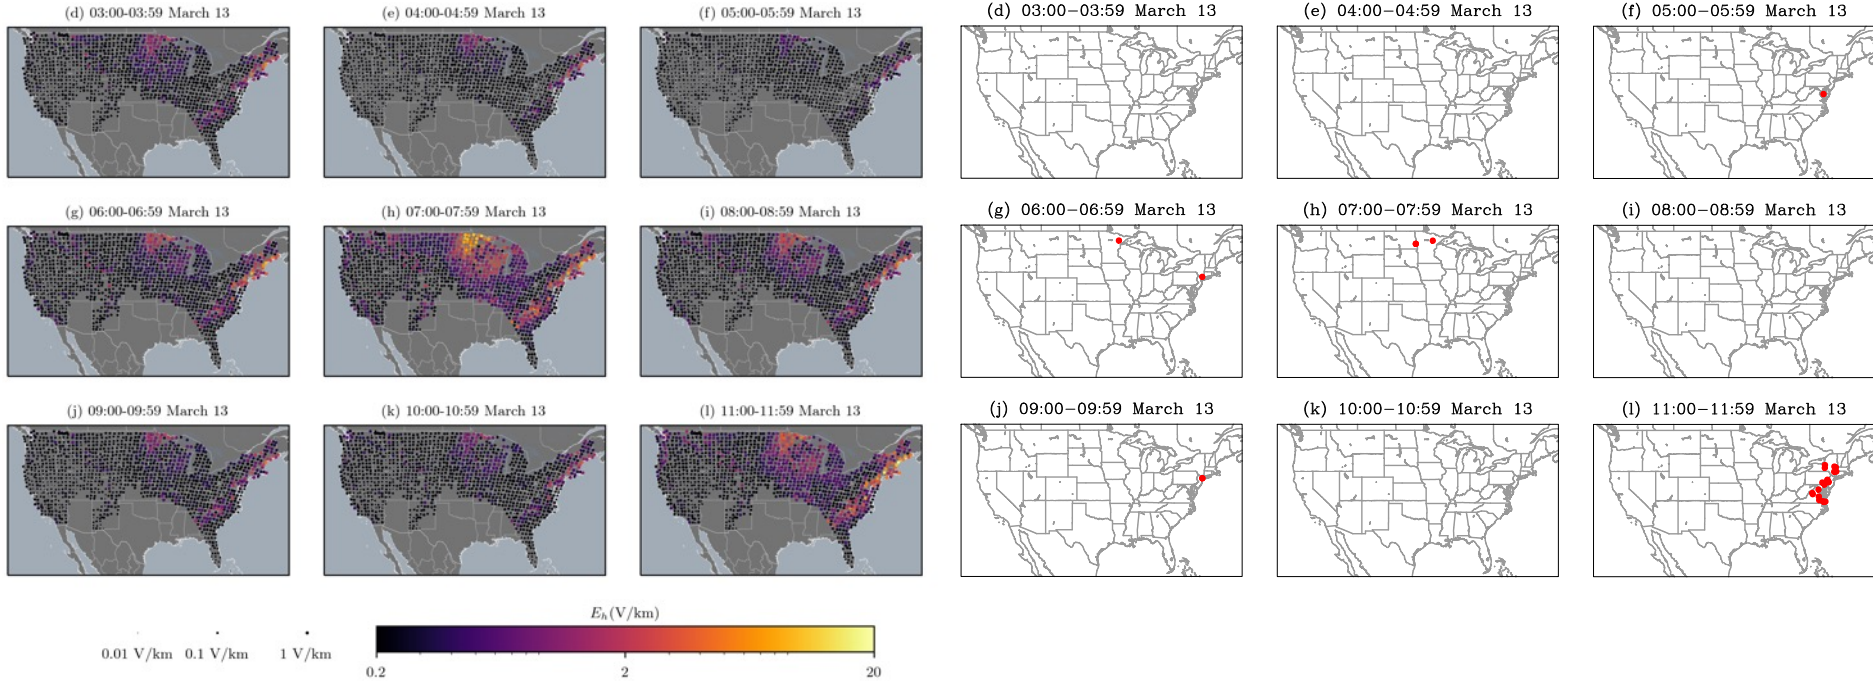 (d) 03:00-03:59 March 13
(e) 04:00-04:59 March 13
(f) 05:00-05:59 March 13
(d) 03:00−03:59 March 13
(e) 04:00−04:59 March 13
(f) 05:00−05:59 March 13
(g) 06:00-06:59 March 13
(h) 07:00-07:59 March 13
(i) 08:00-08:59 March 13
(g) 06:00−06:59 March 13
(h) 07:00−07:59 March 13
(i) 08:00−08:59 March 13
(j) 09:00-09:59 March 13
(k) 10:00-10:59 March 13
(l) 11:00-11:59 March 13
(j) 09:00−09:59 March 13
(k) 10:00−10:59 March 13
(l) 11:00−11:59 March 13
E_h (V/km)
0.01 V/km 0.1 V/km 1 V/km
0.2 2 20